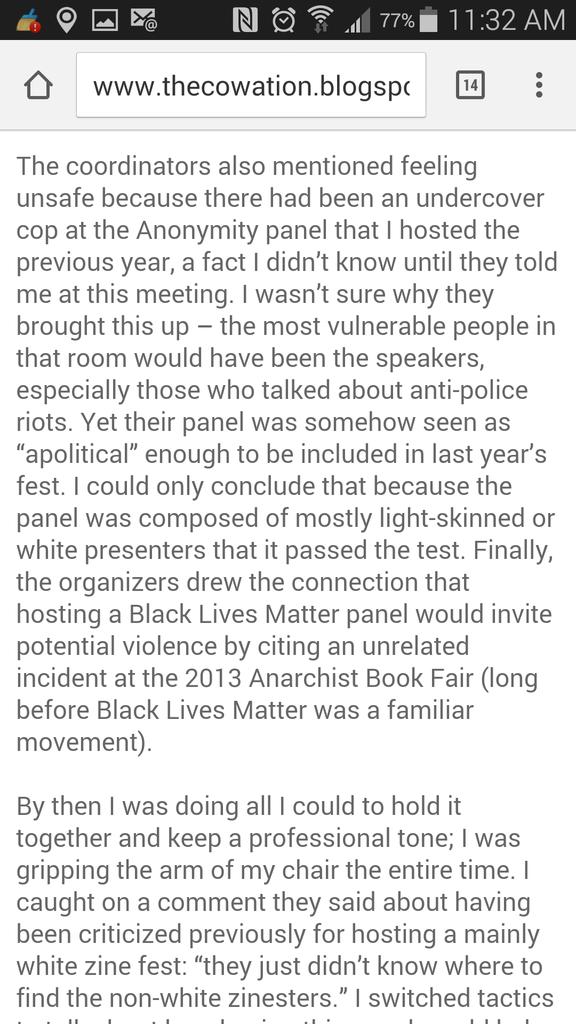 77% 11:32 AM
www.thecowation.blogspo
14
The coordinators also mentioned feeling
unsafe because there had been an undercover
cop at the Anonymity panel that I hosted the
previous year, a fact I didn’t know until they told
me at this meeting. I wasn’t sure why they
brought this up – the most vulnerable people in
that room would have been the speakers,
especially those who talked about anti-police
riots. Yet their panel was somehow seen as
“apolitical” enough to be included in last year’s
fest. I could only conclude that because the
panel was composed of mostly light-skinned or
white presenters that it passed the test. Finally,
the organizers drew the connection that
hosting a Black Lives Matter panel would invite
potential violence by citing an unrelated
incident at the 2013 Anarchist Book Fair (long
before Black Lives Matter was a familiar
movement).
By then I was doing all I could to hold it
together and keep a professional tone; I was
gripping the arm of my chair the entire time. I
caught on a comment they said about having
been criticized previously for hosting a mainly
white zine fest: “they just didn’t know where to
find the non-white zinesters.” I switched tactics